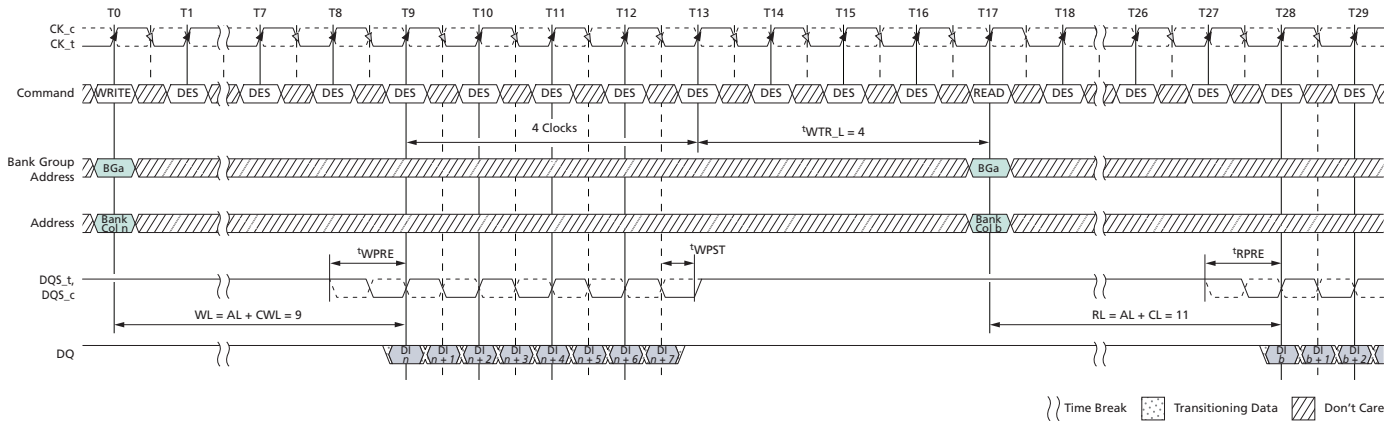 T0 T1 T7 T8 T9 T10 T11 T12 T13 T14 T15 T16 T17 T18 T26 T27 T28 T29
CK_c
CK_t
Command WRITE DES DES DES DES DES DES DES DES DES DES DES READ DES DES DES DES DES
4 Clocks tWTR_L = 4
Bank Group
Address BGa BGa
Address Bank
Col n Bank
Col b
tWPRE tWPST tRPRE
DQS_t,
DQS_c
WL = AL + CWL = 9 RL = AL + CL = 11
DQ DI
n DI
n + 1 DI
n + 2 DI
n + 3 DI
n + 4 DI
n + 5 DI
n + 6 DI
n + 7 DI
b DI
b + 1 DI
b + 2
Time Break Transitioning Data Don't Care